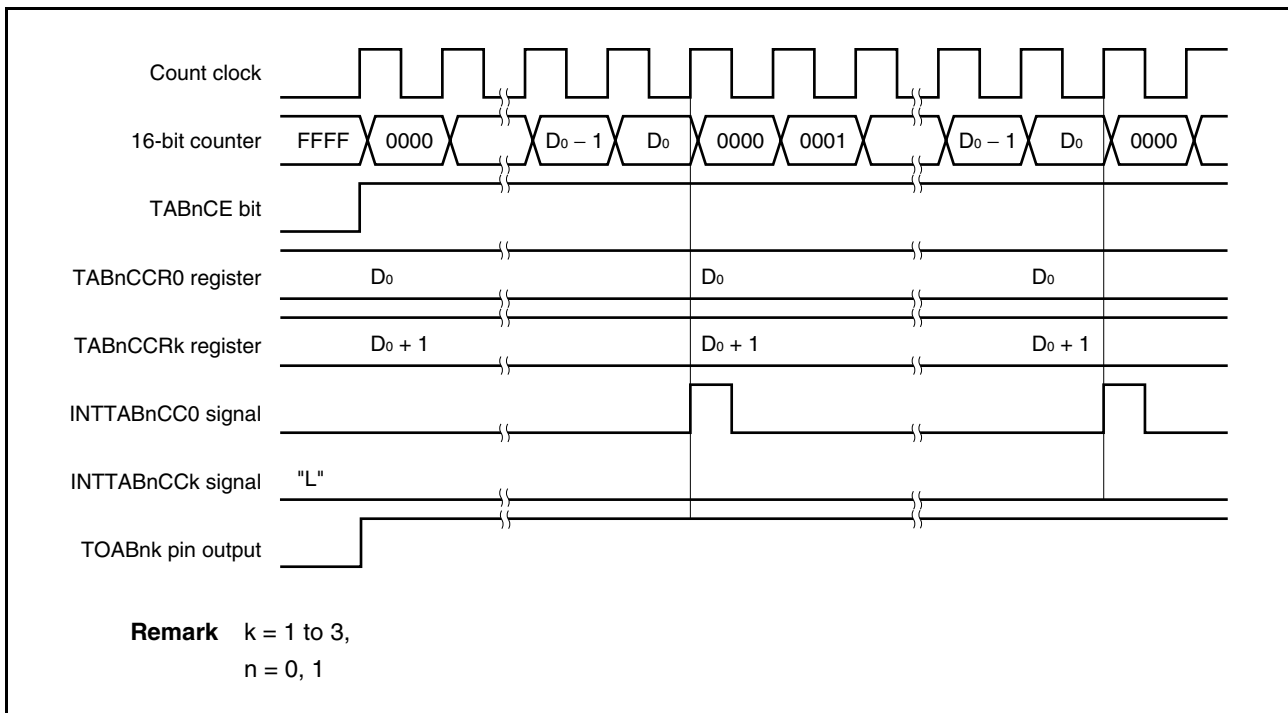 Count clock
16-bit counter FFFF 0000 D₀ − 1 D₀ 0000 0001 D₀ − 1 D₀ 0000
TABnCE bit
TABnCCR0 register D₀ D₀ D₀
TABnCCRk register D₀ + 1 D₀ + 1 D₀ + 1
INTTABnCC0 signal
INTTABnCCk signal "L"
TOABnk pin output
Remark k = 1 to 3,
n = 0, 1